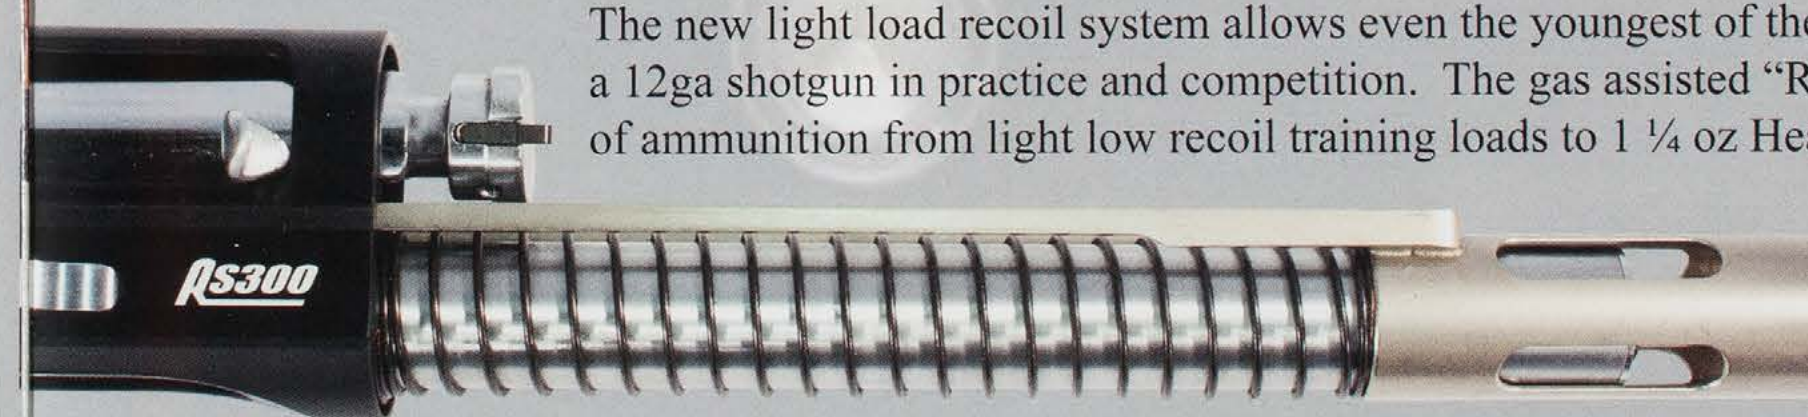 The new light load recoil system allows even the youngest of the
a 12ga shotgun in practice and competition. The gas assisted “R
of ammunition from light low recoil training loads to 1 ¼ oz He
AS300